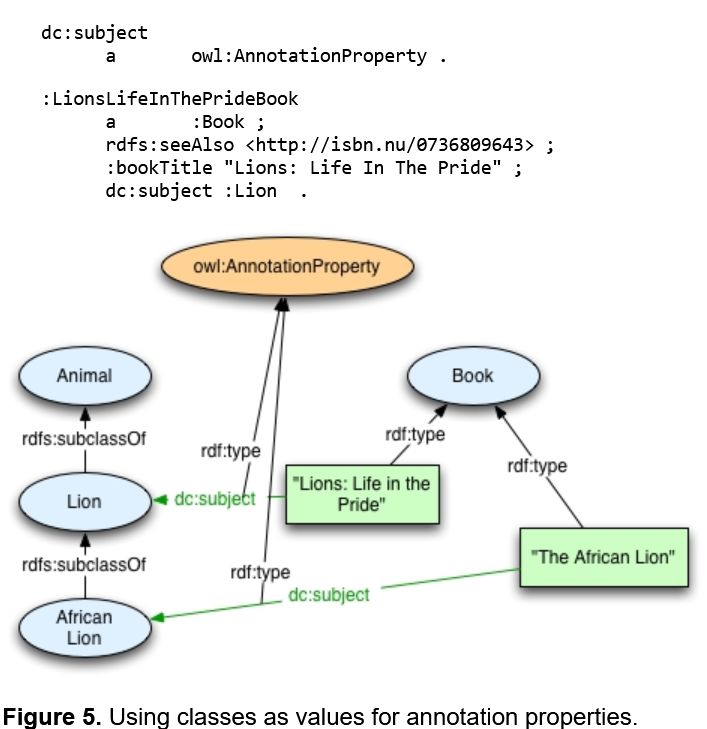 dc:subject
a owl:AnnotationProperty .
:LionsLifeInThePrideBook
a :Book ;
rdfs:seeAlso <http://isbn.nu/0736809643> ;
:bookTitle "Lions: Life In The Pride" ;
dc:subject :Lion .
owl:AnnotationProperty
Animal
Book
rdfs:subclassOf
rdf:type
rdf:type
rdf:type
Lion
dc:subject
"Lions: Life in the
Pride"
rdfs:subclassOf
rdf:type
"The African Lion"
dc:subject
African
Lion
Figure 5. Using classes as values for annotation properties.